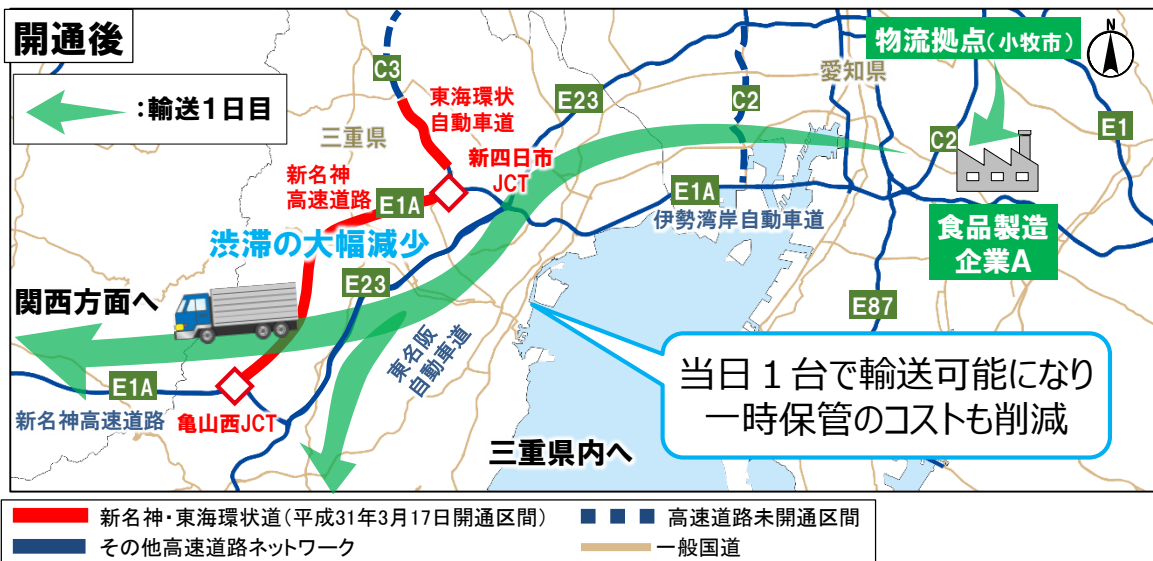 開通後
:輸送1日目
物流拠点(小牧市)
N
愛知県
C3
東海環状
自動車道
E23
C2
E1
C2
三重県
新四日市
JCT
新名神
高速道路
E1A
E1A
伊勢湾岸自動車道
食品製造
企業A
渋滞の大幅減少
E23
E87
関西方面へ
東名阪
自動車道
当日1台で輸送可能になり
一時保管のコストも削減
E1A
新名神高速道路
亀山西JCT
三重県内へ
新名神・東海環状道(平成31年3月17日開通区間)
高速道路未開通区間
その他高速道路ネットワーク
一般国道